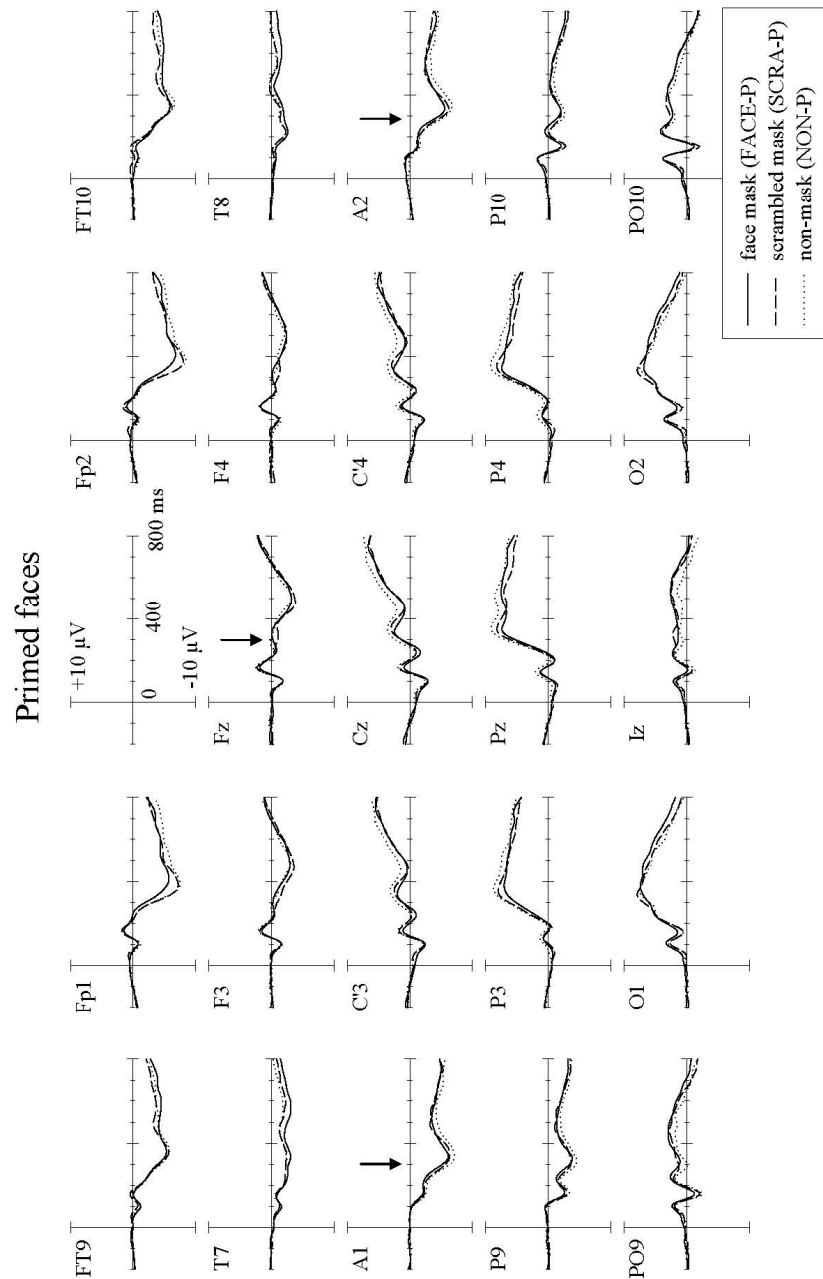 Primed faces
+10 µV
-10 µV
0
400
800 ms
Fp1
Fp2
FT9
FT10
F3
Fz
F4
T7
T8
C'3
Cz
C'4
A1
A2
P3
Pz
P4
P9
P10
O1
Iz
O2
PO9
PO10
face mask (FACE-P)
scrambled mask (SCRA-P)
non-mask (NON-P)